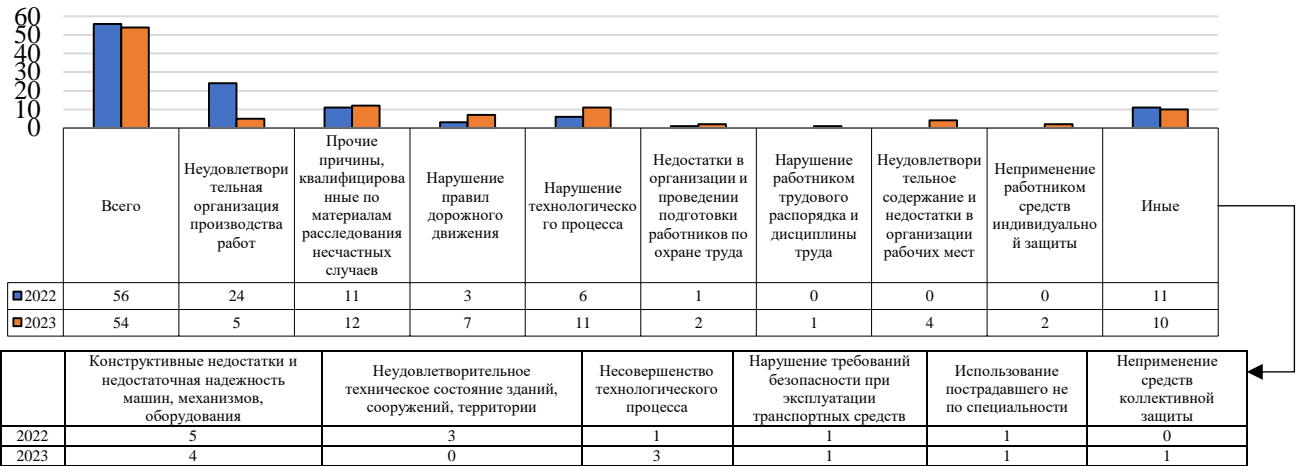 60
50
40
30
20
10
0
Всего
Неудовлетвори
тельная
организация
производства
работ
Прочие
причины,
квалифицирова
нные по
материалам
расследования
несчастных
случаев
Нарушение
правил
дорожного
движения
Нарушение
технологическо
го процесса
Недостатки в
организации и
проведении
подготовки
работников по
охране труда
Нарушение
работником
трудового
распорядка и
дисциплины
труда
Неудовлетвори
тельное
содержание и
недостатки в
организации
рабочих мест
Неприменение
работником
средств
индивидуально
й защиты
Иные
2022 56 24 11 3 6 1 0 0 0 11
2023 54 5 12 7 11 2 1 4 2 10
Конструктивные недостатки и
недостаточная надежность
машин, механизмов,
оборудования
Неудовлетворительное
техническое состояние зданий,
сооружений, территории
Несовершенство
технологического
процесса
Нарушение требований
безопасности при
эксплуатации
транспортных средств
Использование
пострадавшего не
по специальности
Неприменение
средств
коллективной
защиты
2022 5 3 1 1 1 0
2023 4 0 3 1 1 1